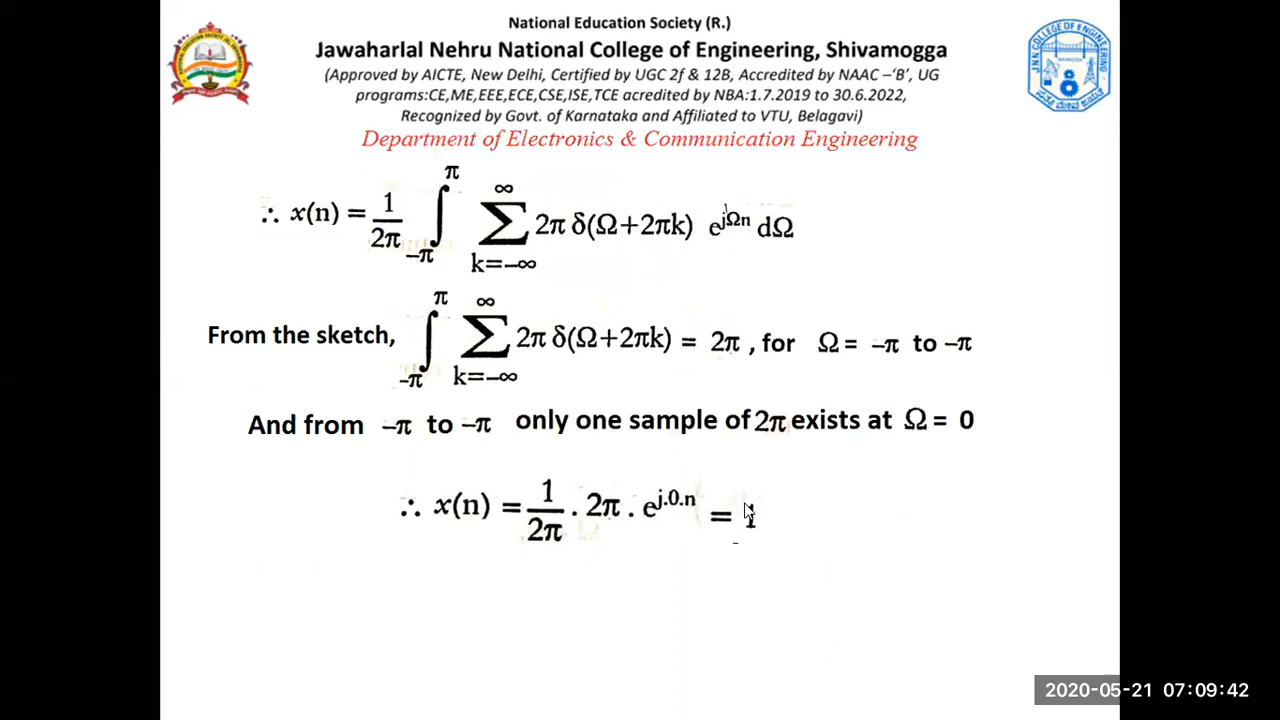 National Education Society (R.)
Jawaharlal Nehru National College of Engineering, Shivamogga
(Approved by AICTE, New Delhi, Certified by UGC 2f & 12B, Accredited by NAAC –‘B’, UG
programs:CE,ME,EEE,ECE,CSE,ISE,TCE acredited by NBA:1.7.2019 to 30.6.2022,
Recognized by Govt. of Karnataka and Affiliated to VTU, Belagavi)
Department of Electronics & Communication Engineering
∴ x(n) = 1/2π ∫_{-π}^{π} ∑_{k=-∞}^{∞} 2π δ(Ω+2πk) e^{jΩn} dΩ
From the sketch, ∫_{-π}^{π} ∑_{k=-∞}^{∞} 2π δ(Ω+2πk) = 2π , for Ω = –π to –π
And from –π to –π only one sample of 2π exists at Ω = 0
∴ x(n) = 1/2π . 2π . e^{j.0.n} = 1
2020-05-21 07:09:42